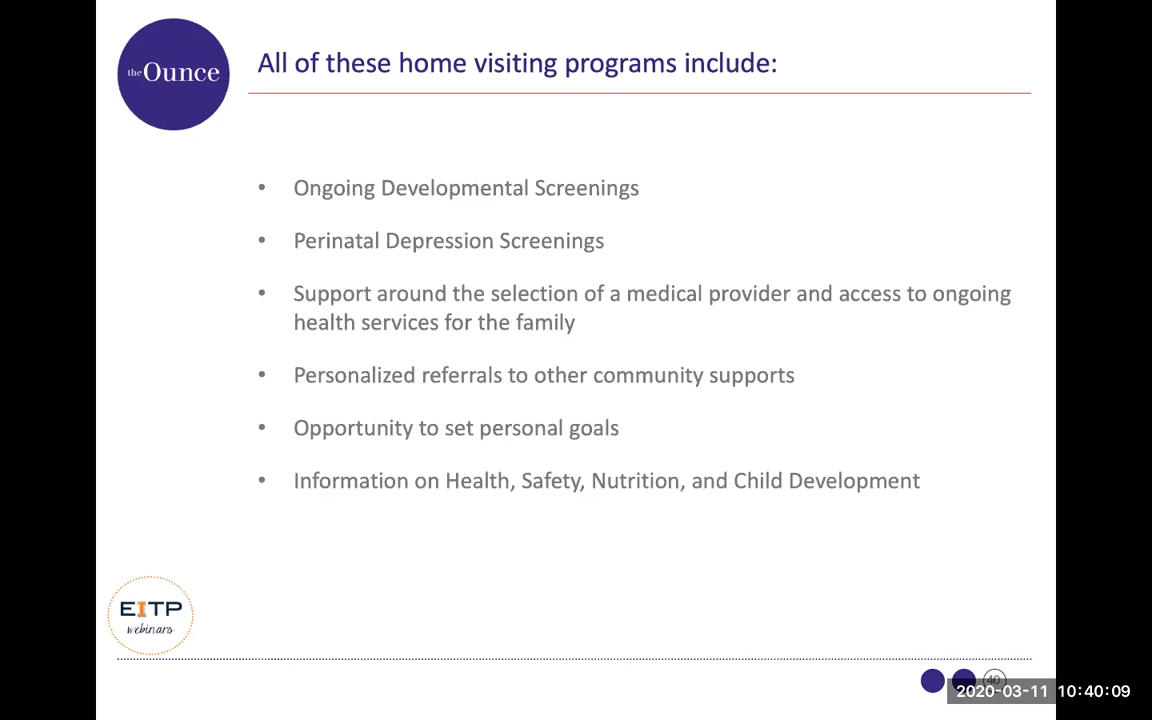 the Ounce
All of these home visiting programs include:
• Ongoing Developmental Screenings
• Perinatal Depression Screenings
• Support around the selection of a medical provider and access to ongoing
health services for the family
• Personalized referrals to other community supports
• Opportunity to set personal goals
• Information on Health, Safety, Nutrition, and Child Development
EITP
webinars
40
2020-03-11 10:40:09